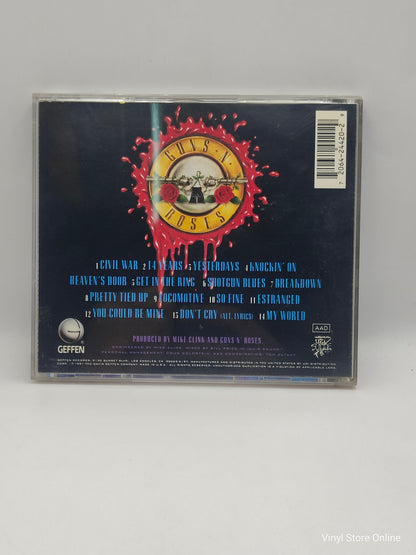 GUNS N' ROSES
7 20064-24420-2 9
1 CIVIL WAR 2 14 YEARS 3 YESTERDAYS 4 KNOCKIN' ON
HEAVEN'S DOOR 5 GET IN THE RING 6 SHOTGUN BLUES 7 BREAKDOWN
8 PRETTY TIED UP 9 LOCOMOTIVE 10 SO FINE 11 ESTRANGED
12 YOU COULD BE MINE 13 DON'T CRY (ALT. LYRICS) 14 MY WORLD
GEFFEN
PRODUCED BY MIKE CLINK AND GUNS N' ROSES
AAD
Vinyl Store Online